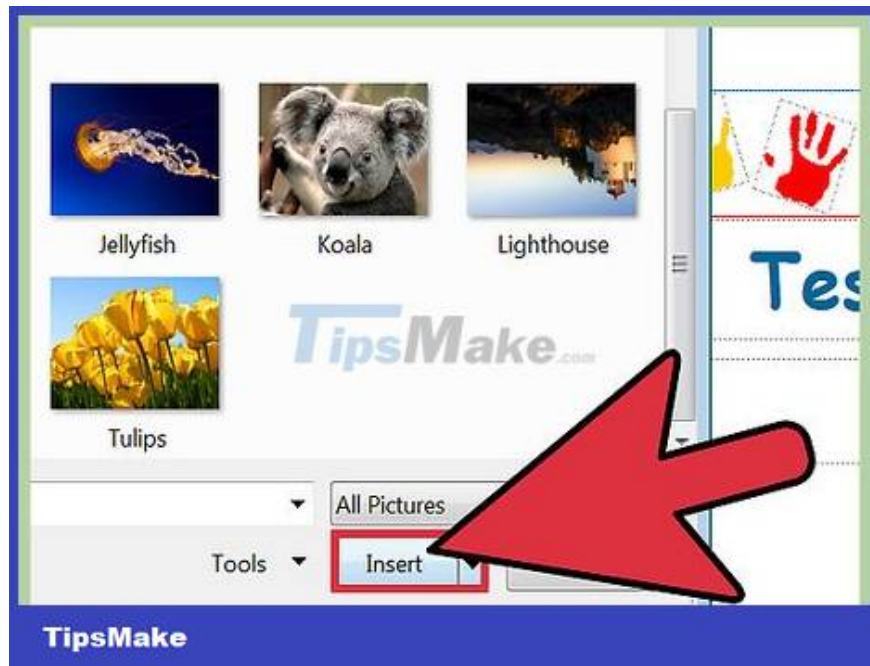 Jellyfish
Koala
Lighthouse
Tes
TipsMake.com
Tulips
All Pictures
Tools
Insert
TipsMake